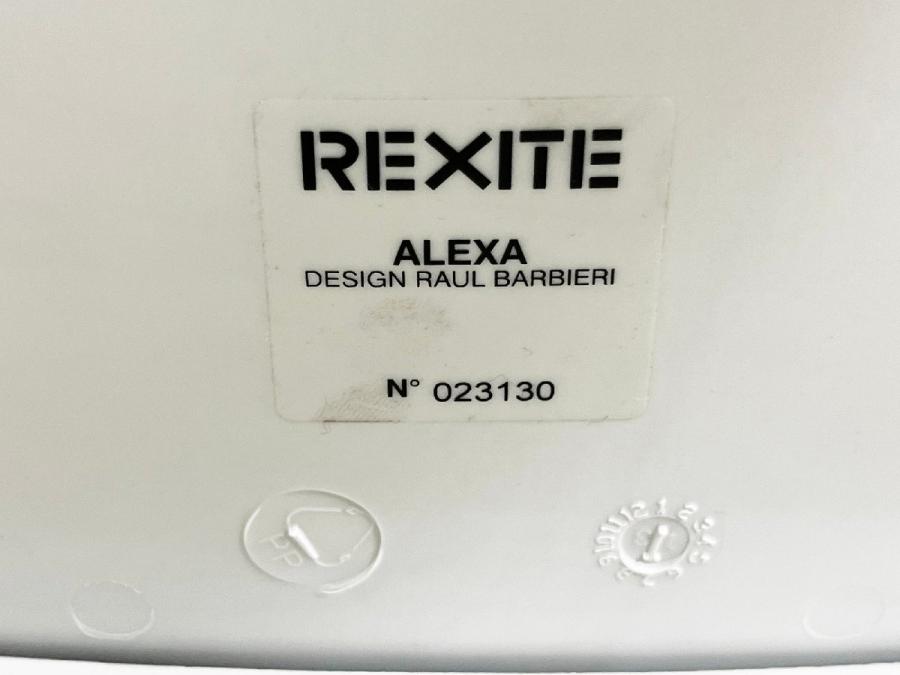 REXITE
ALEXA
DESIGN RAUL BARBIERI
N° 023130
PP